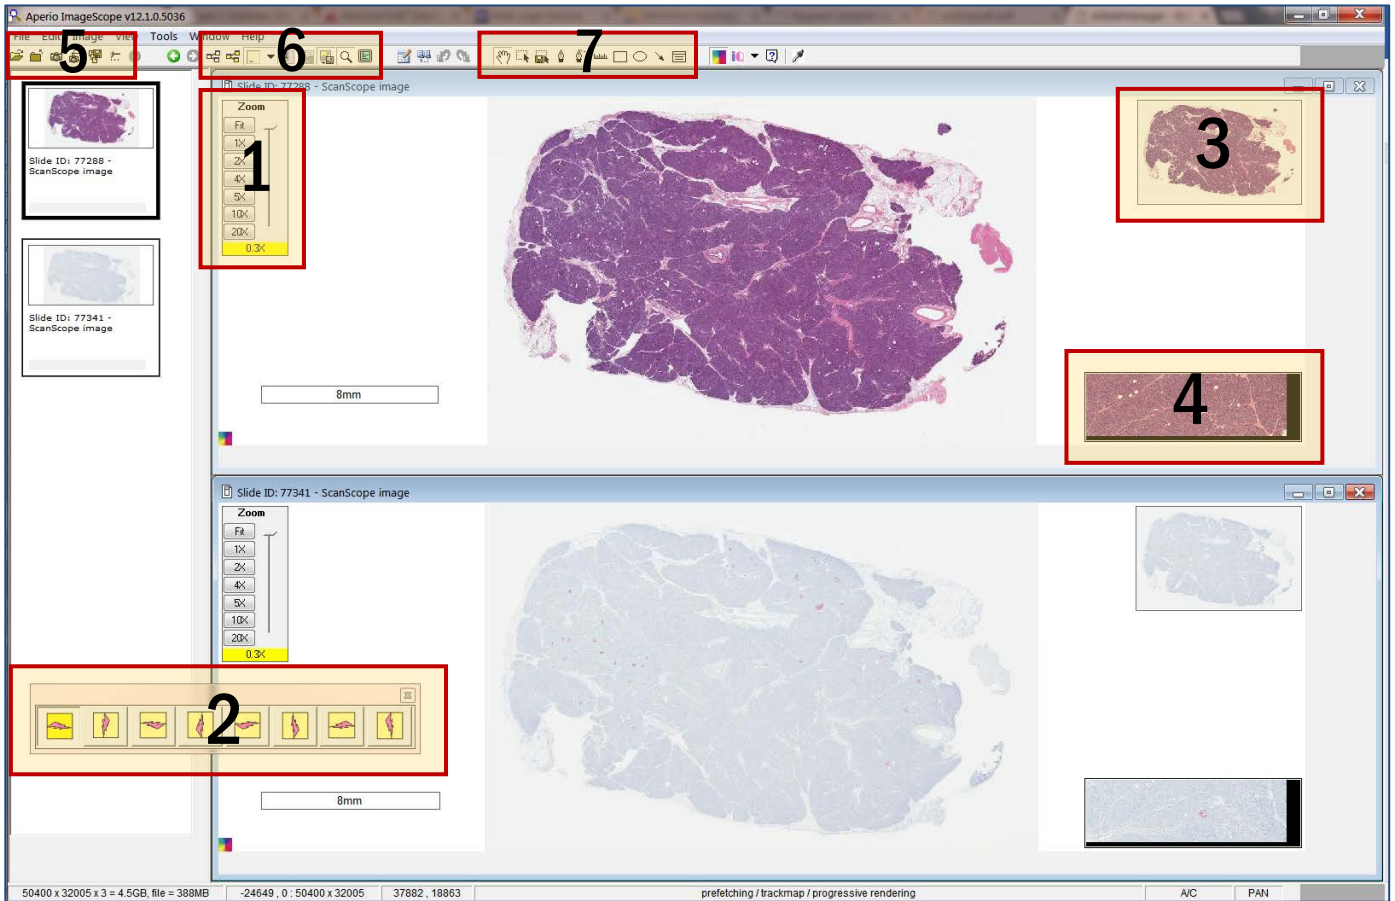 Aperio ImageScope v12.1.0.5036
File Edit Image View Tools Window Help
5
6
7
Slide ID: 77288 -
ScanScope image
Slide ID: 77341 -
ScanScope image
Slide ID: 77288 - ScanScope image
Zoom
Fit
1X
2X
4X
5X
10X
20X
0.3X
1
3
4
8mm
Slide ID: 77341 - ScanScope image
Zoom
Fit
1X
2X
4X
5X
10X
20X
0.3X
2
8mm
50400 x 32005 x 3 = 4.5GB, file = 388MB
-24649 , 0 : 50400 x 32005
37882 , 18863
prefetching / trackmap / progressive rendering
A/C
PAN